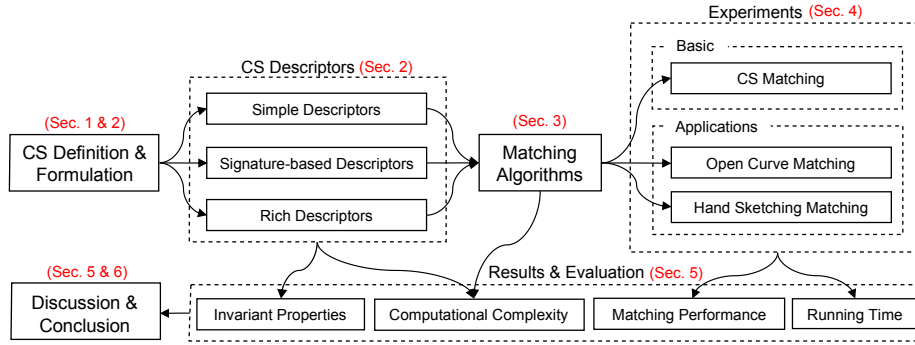 Experiments (Sec. 4)
Basic
CS Matching
CS Descriptors (Sec. 2)
Simple Descriptors
Signature-based Descriptors
Rich Descriptors
(Sec. 1 & 2)
CS Definition &
Formulation
(Sec. 3)
Matching
Algorithms
Applications
Open Curve Matching
Hand Sketching Matching
(Sec. 5 & 6)
Discussion &
Conclusion
Results & Evaluation (Sec. 5)
Invariant Properties
Computational Complexity
Matching Performance
Running Time